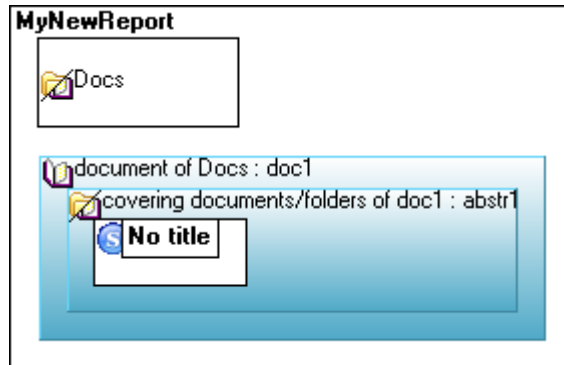 MyNewReport
Docs
document of Docs : doc1
covering documents/folders of doc1 : abstr1
S No title